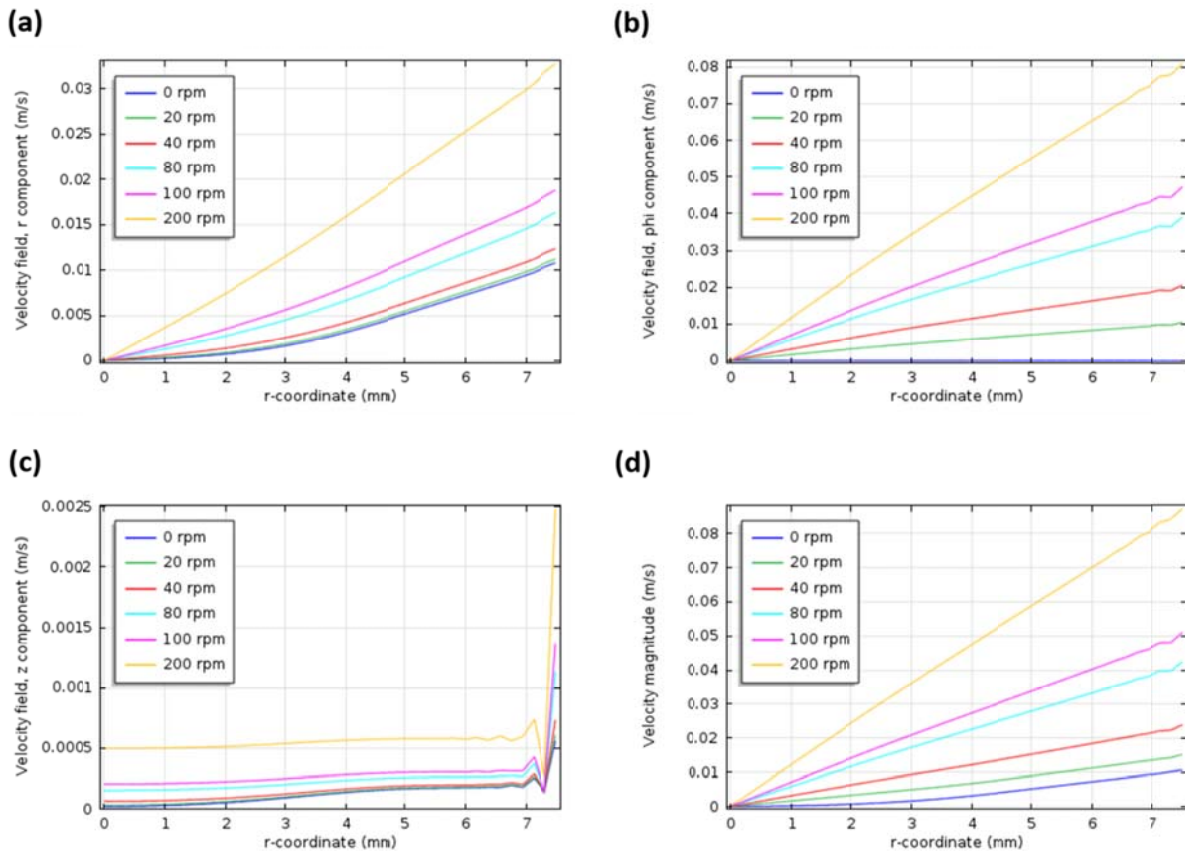 (a)
Velocity field, r component (m/s)
0.03
0.025
0.02
0.015
0.01
0.005
0
0 rpm
20 rpm
40 rpm
80 rpm
100 rpm
200 rpm
0 1 2 3 4 5 6 7
r-coordinate (mm)
(b)
Velocity field, phi component (m/s)
0.08
0.07
0.06
0.05
0.04
0.03
0.02
0.01
0
0 rpm
20 rpm
40 rpm
80 rpm
100 rpm
200 rpm
0 1 2 3 4 5 6 7
r-coordinate (mm)
(c)
Velocity field, z component (m/s)
0.0025
0.002
0.0015
0.001
0.0005
0
0 rpm
20 rpm
40 rpm
80 rpm
100 rpm
200 rpm
0 1 2 3 4 5 6 7
r-coordinate (mm)
(d)
Velocity magnitude (m/s)
0.08
0.07
0.06
0.05
0.04
0.03
0.02
0.01
0
0 rpm
20 rpm
40 rpm
80 rpm
100 rpm
200 rpm
0 1 2 3 4 5 6 7
r-coordinate (mm)